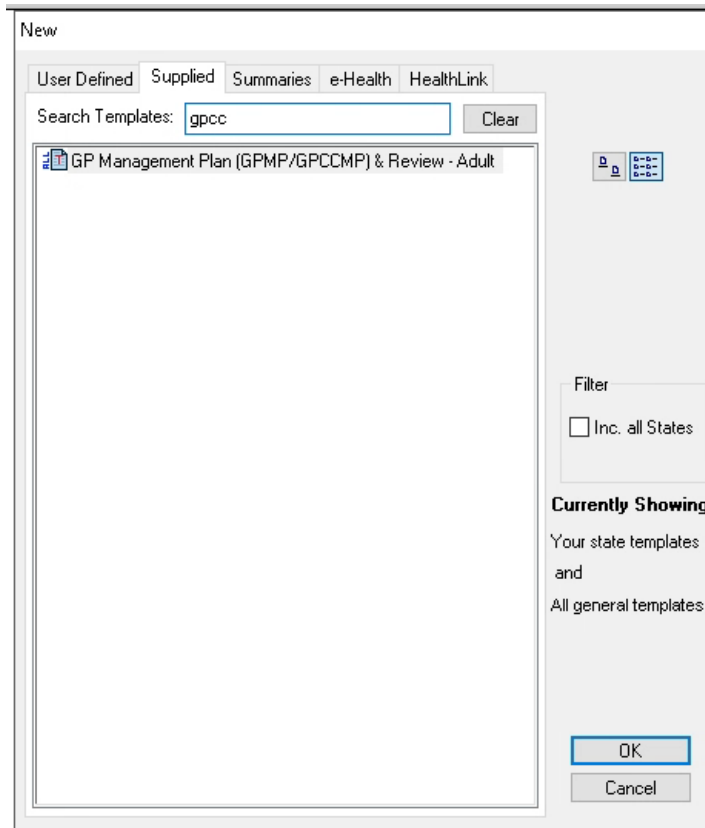 New
User Defined Supplied Summaries e-Health HealthLink
Search Templates: gpcc Clear
ALL GP Management Plan (GPMP/GPCCMP) & Review - Adult
Filter
Inc. all States
Currently Showing
Your state templates
and
All general templates
OK
Cancel